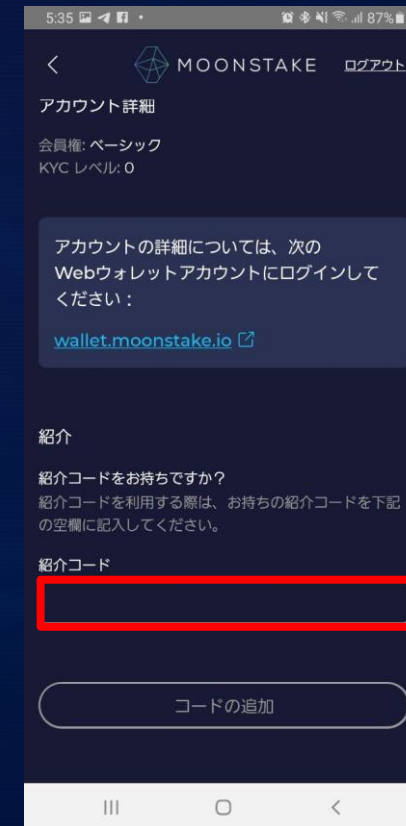 5:35
87%
MOONSTAKE ログアウト
アカウント詳細
会員権: ベーシック
KYC レベル: 0
アカウントの詳細については、次の
Webウォレットアカウントにログインして
ください：
wallet.moonstake.io
紹介
紹介コードをお持ちですか？
紹介コードを利用する際は、お持ちの紹介コードを下記
の空欄に記入してください。
紹介コード
コードの追加